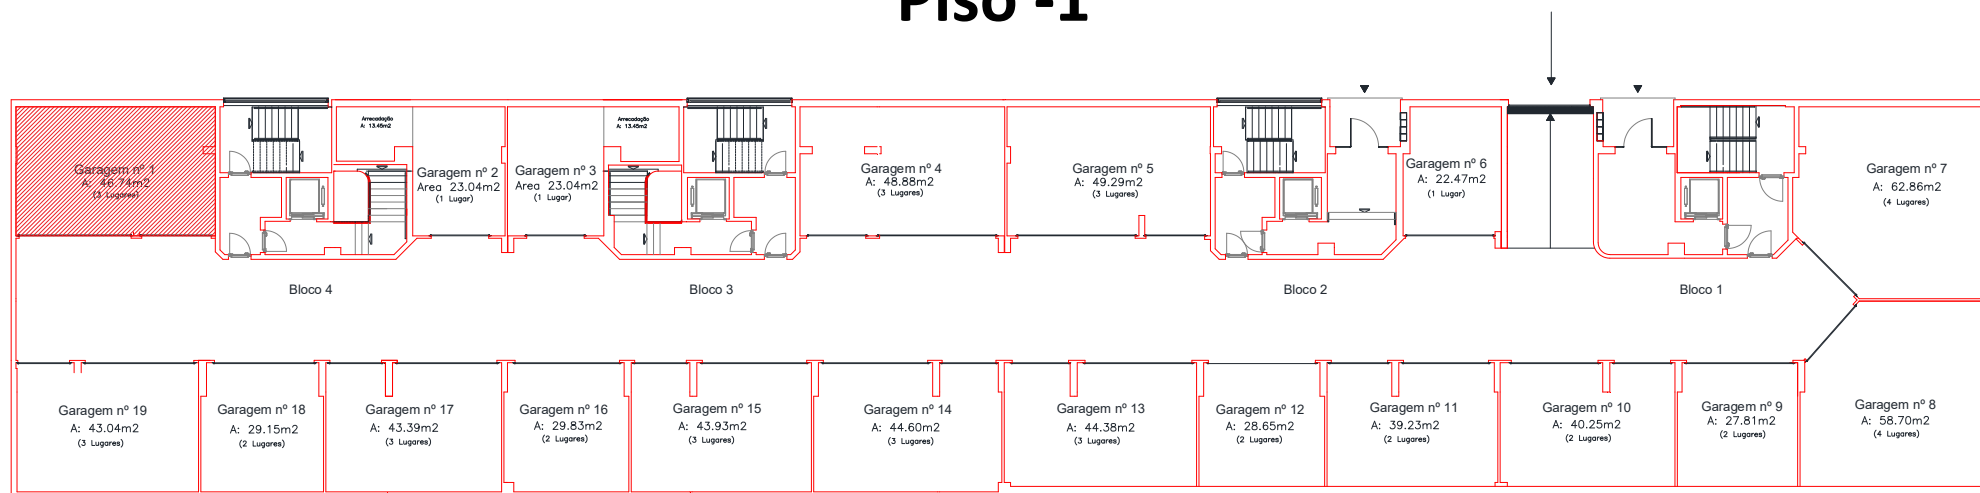 Piso -1
Garagem nº 1
A: 46.74m2
(3 Lugares)
Arrecadação
A: 13.45m2
Garagem nº 2
Area 23.04m2
(1 Lugar)
Garagem nº 3
Area 23.04m2
(1 Lugar)
Arrecadação
A: 13.45m2
Garagem nº 4
A: 48.88m2
(3 Lugares)
Garagem nº 5
A: 49.29m2
(3 Lugares)
Garagem nº 6
A: 22.47m2
(1 Lugar)
Garagem nº 7
A: 62.86m2
(4 Lugares)
Bloco 4
Bloco 3
Bloco 2
Bloco 1
Garagem nº 19
A: 43.04m2
(3 Lugares)
Garagem nº 18
A: 29.15m2
(2 Lugares)
Garagem nº 17
A: 43.39m2
(3 Lugares)
Garagem nº 16
A: 29.83m2
(2 Lugares)
Garagem nº 15
A: 43.93m2
(3 Lugares)
Garagem nº 14
A: 44.60m2
(3 Lugares)
Garagem nº 13
A: 44.38m2
(3 Lugares)
Garagem nº 12
A: 28.65m2
(2 Lugares)
Garagem nº 11
A: 39.23m2
(2 Lugares)
Garagem nº 10
A: 40.25m2
(2 Lugares)
Garagem nº 9
A: 27.81m2
(2 Lugares)
Garagem nº 8
A: 58.70m2
(4 Lugares)